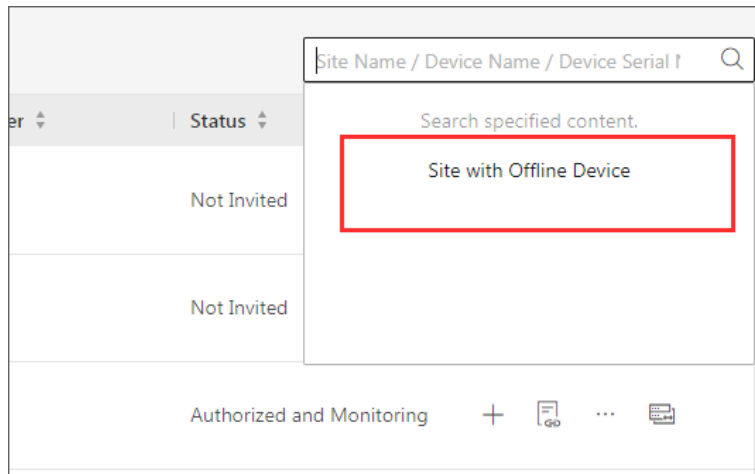 Site Name / Device Name / Device Serial N
Search specified content.
er
Status
Site with Offline Device
Not Invited
Not Invited
Authorized and Monitoring